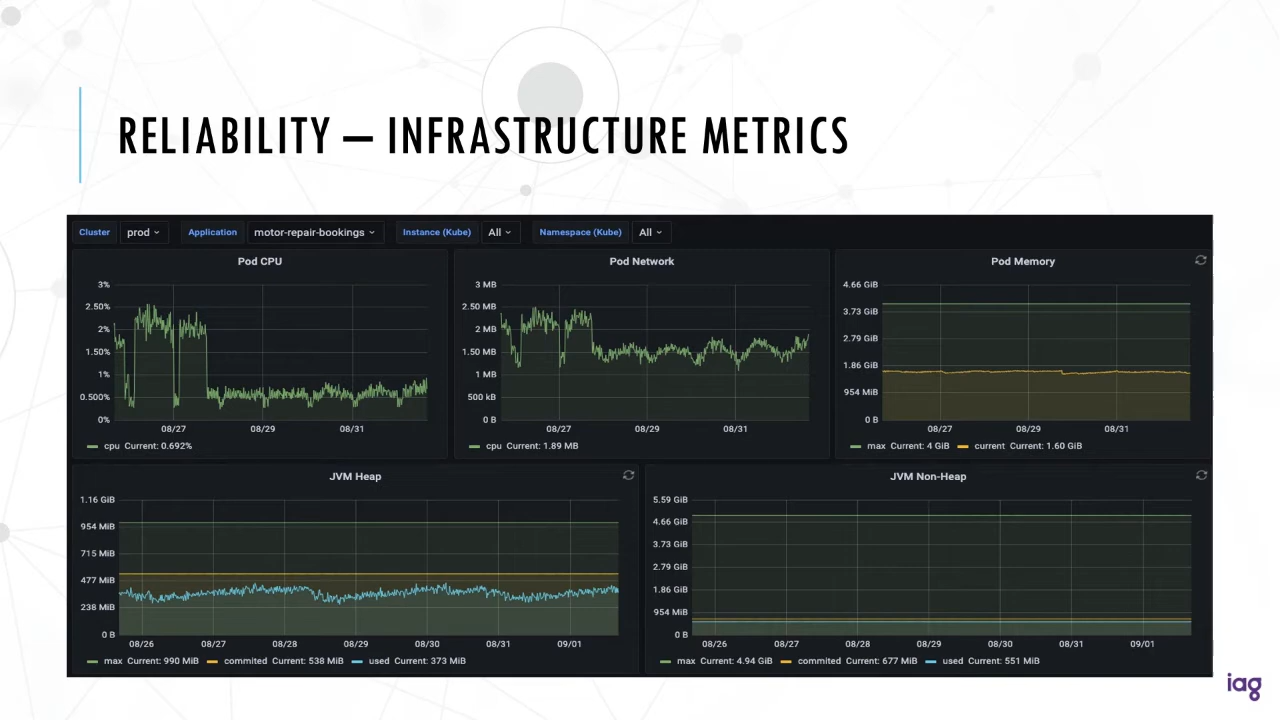 RELIABILITY – INFRASTRUCTURE METRICS
Cluster prod Application motor-repair-bookings Instance (Kube) All Namespace (Kube) All
Pod CPU
3%
2.50%
2%
1.50%
1%
0.500%
0%
08/27 08/29 08/31
cpu Current: 0.692%
Pod Network
3 MB
2.50 MB
2 MB
1.50 MB
1 MB
500 kB
0 B
08/27 08/29 08/31
cpu Current: 1.89 MB
Pod Memory
4.66 GiB
3.73 GiB
2.79 GiB
1.86 GiB
954 MiB
0 B
08/27 08/29 08/31
max Current: 4 GiB current Current: 1.60 GiB
JVM Heap
1.16 GiB
954 MiB
715 MiB
477 MiB
238 MiB
0 B
08/26 08/27 08/28 08/29 08/30 08/31 09/01
max Current: 990 MiB commited Current: 538 MiB used Current: 373 MiB
JVM Non-Heap
5.59 GiB
4.66 GiB
3.73 GiB
2.79 GiB
1.86 GiB
954 MiB
0 B
08/26 08/27 08/28 08/29 08/30 08/31 09/01
max Current: 4.94 GiB commited Current: 677 MiB used Current: 551 MiB
iag